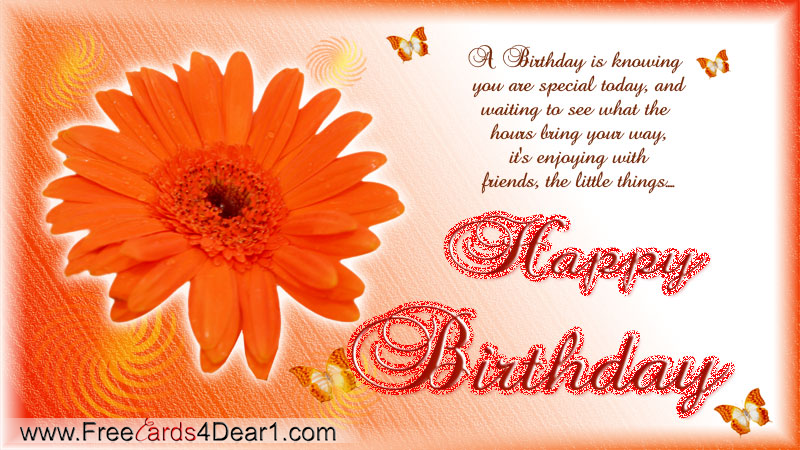 A Birthday is knowing
you are special today, and
waiting to see what the
hours bring your way,
it's enjoying with
friends, the little things...
Happy
Birthday
www.FreeCards4Dear1.com